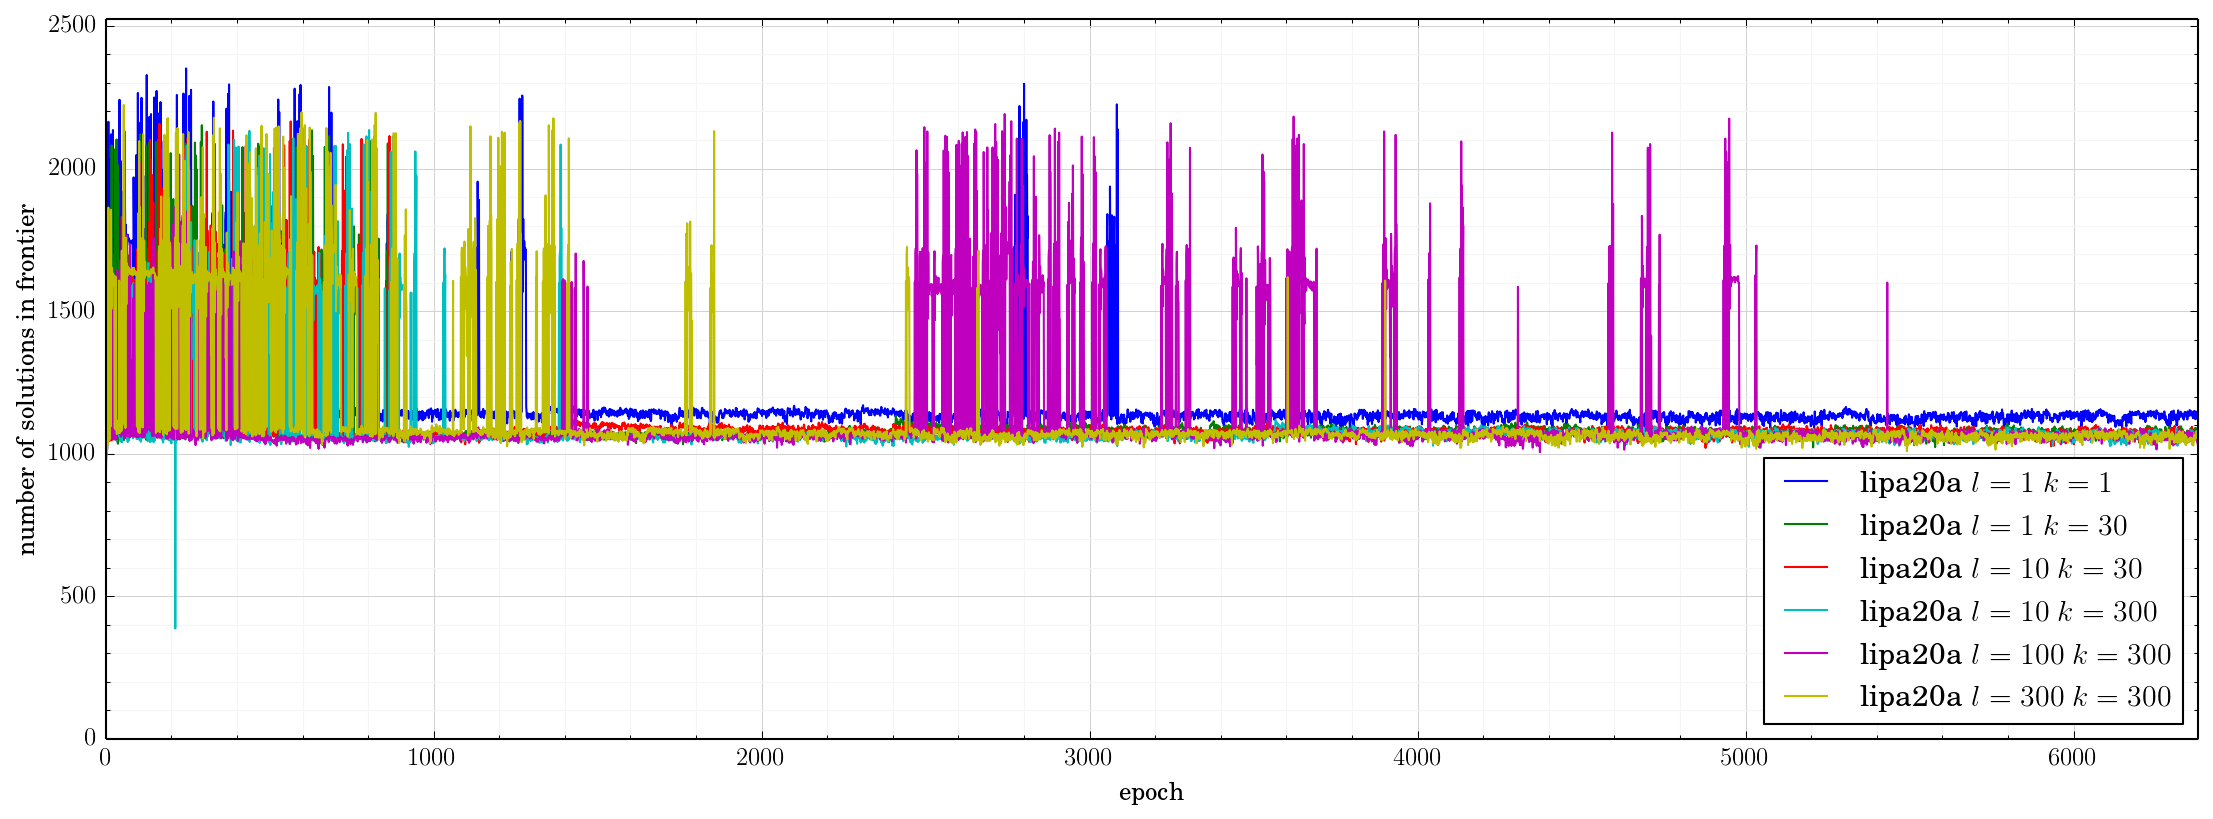 number of solutions in frontier
2500
2000
1500
1000
500
0
0 1000 2000 3000 4000 5000 6000
epoch
lipa20a l = 1 k = 1
lipa20a l = 1 k = 30
lipa20a l = 10 k = 30
lipa20a l = 10 k = 300
lipa20a l = 100 k = 300
lipa20a l = 300 k = 300